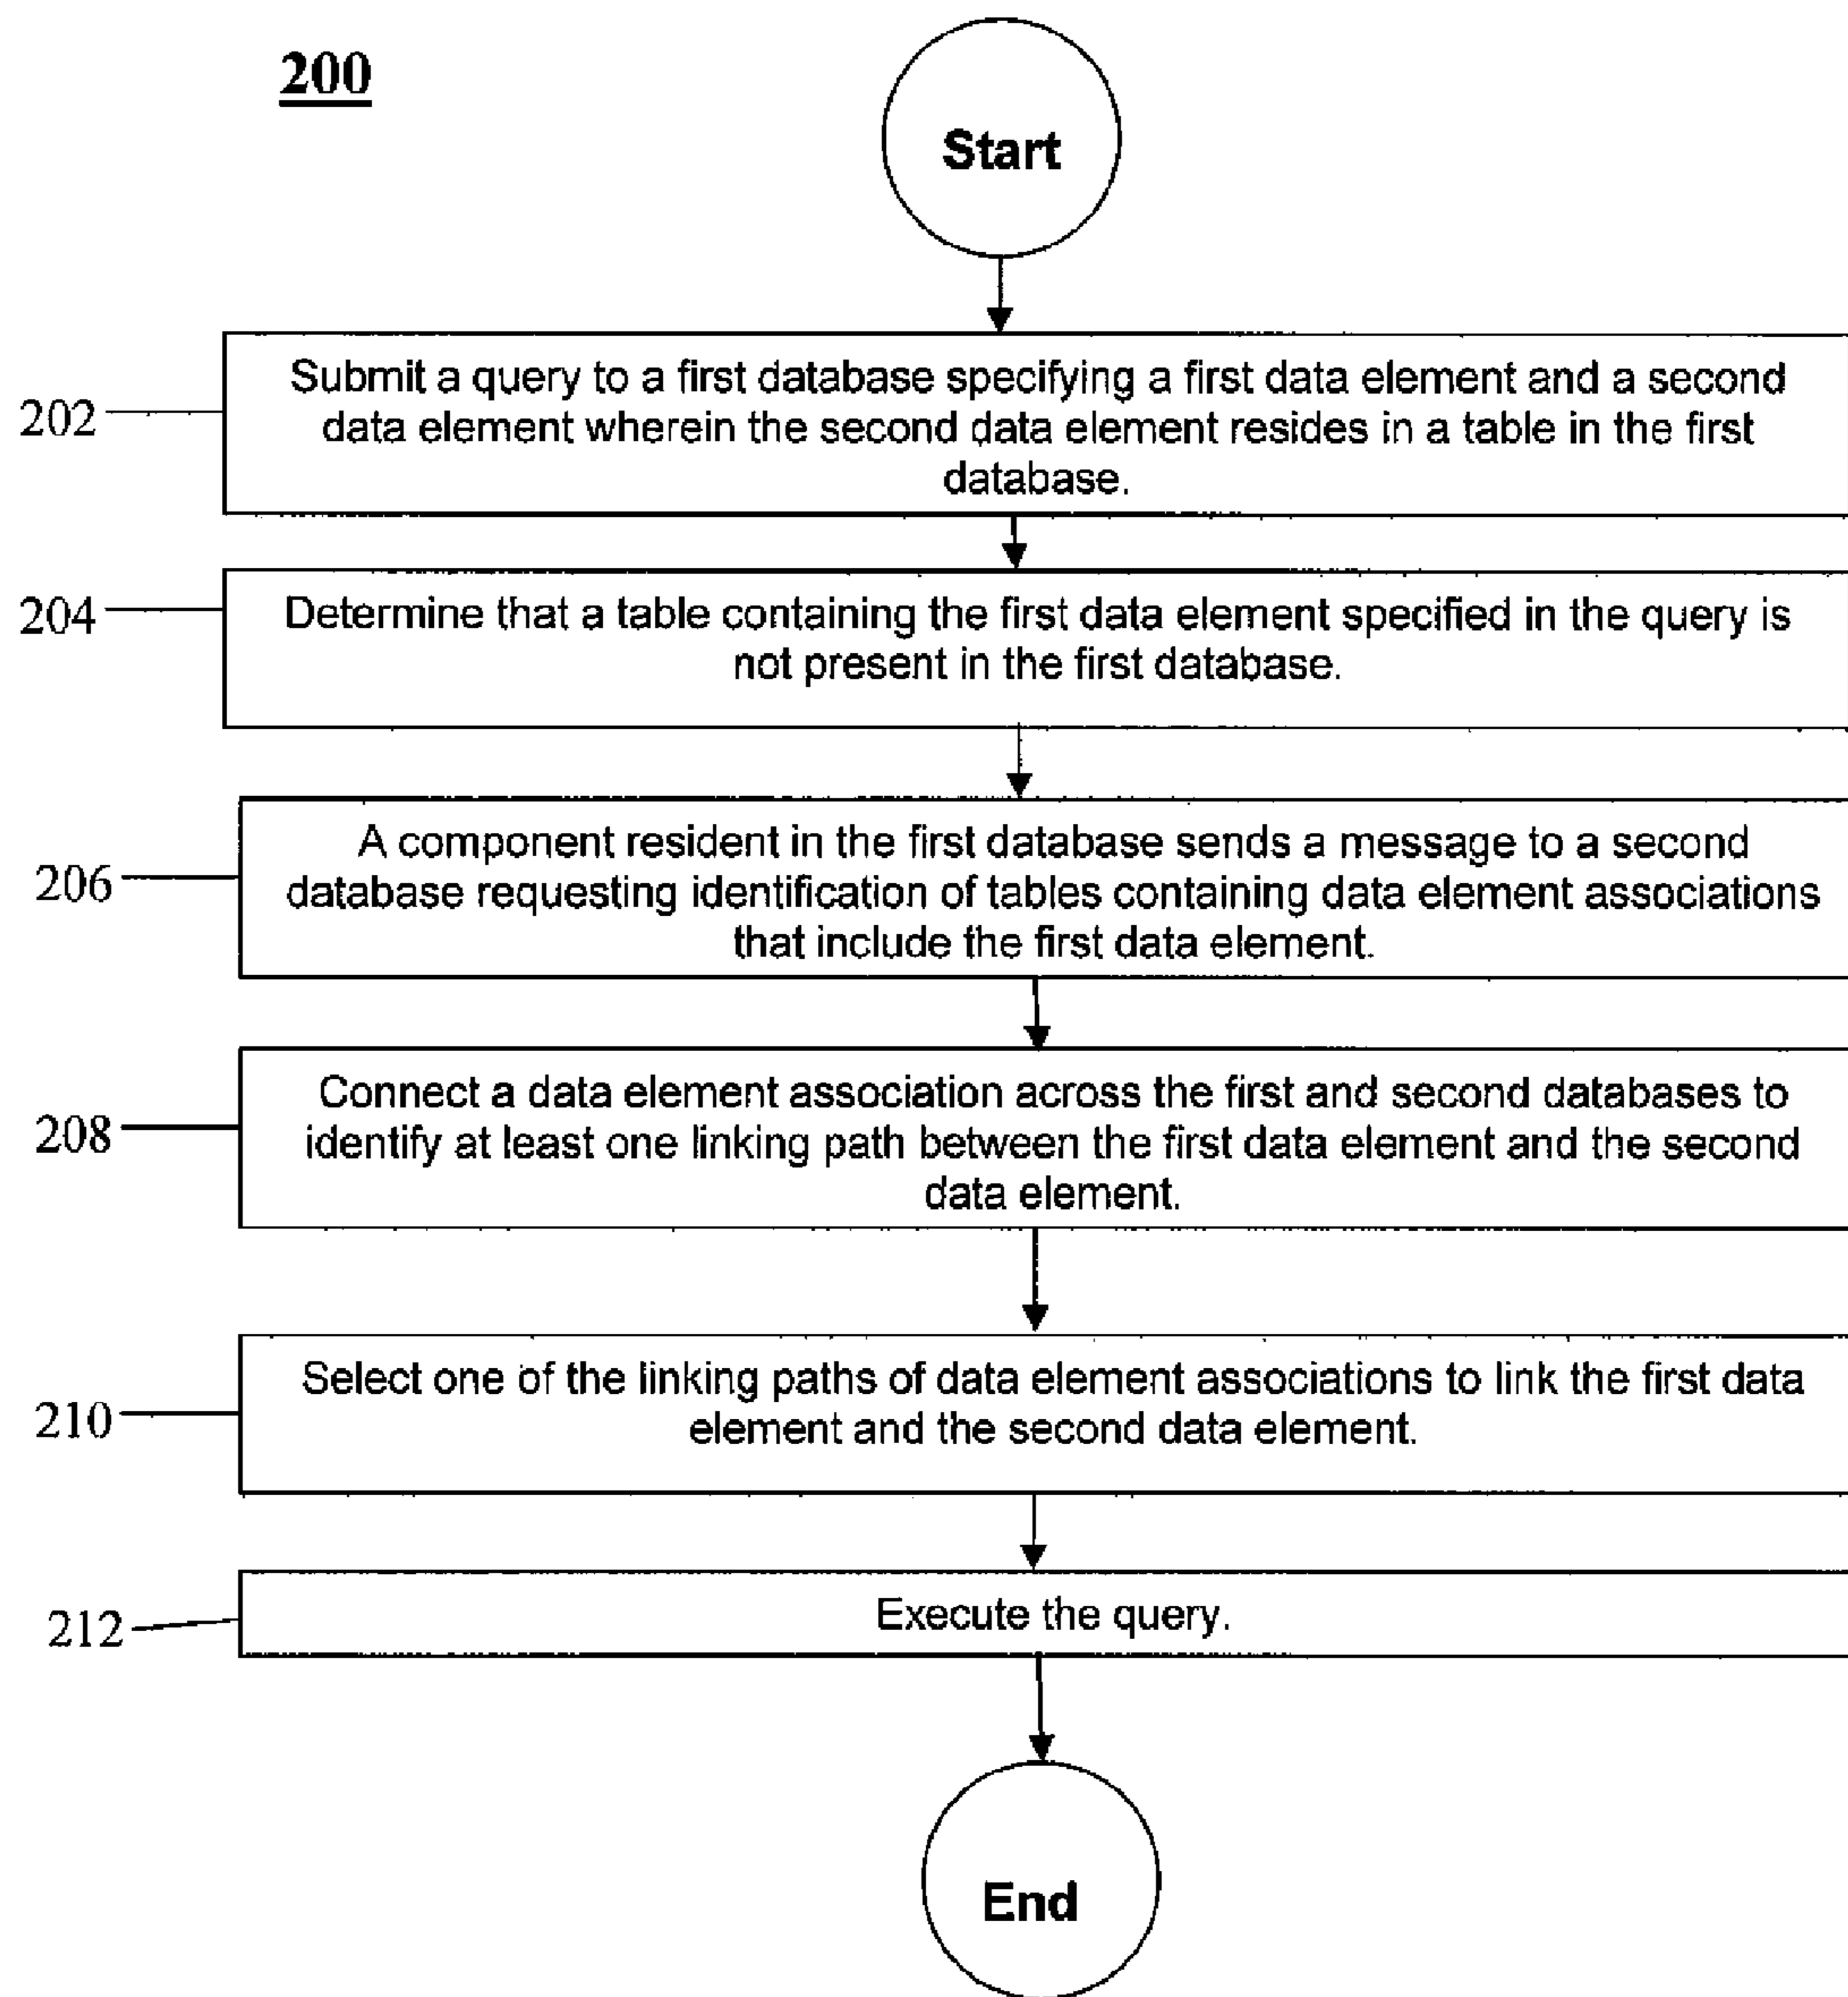 200
Start
202
Submit a query to a first database specifying a first data element and a second
data element wherein the second data element resides in a table in the first
database.
204
Determine that a table containing the first data element specified in the query is
not present in the first database.
206
A component resident in the first database sends a message to a second
database requesting identification of tables containing data element associations
that include the first data element.
208
Connect a data element association across the first and second databases to
identify at least one linking path between the first data element and the second
data element.
210
Select one of the linking paths of data element associations to link the first data
element and the second data element.
212
Execute the query.
End